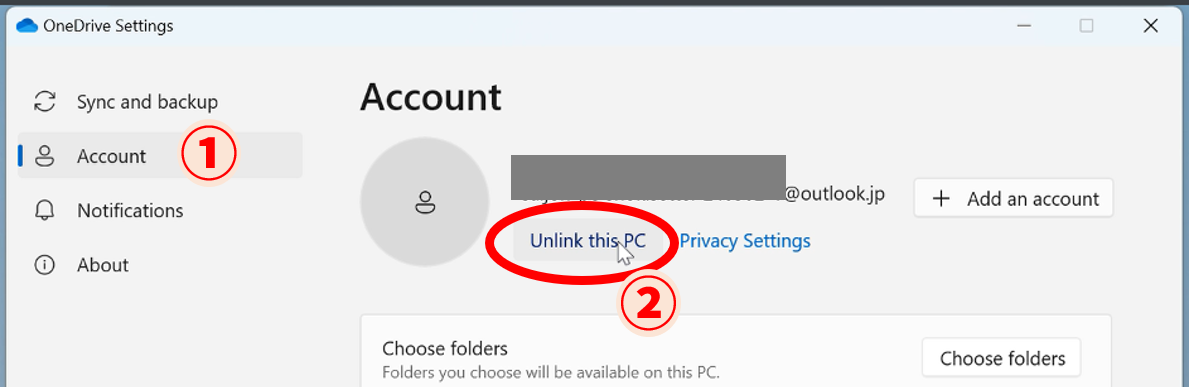 OneDrive Settings
Sync and backup
Account
1
Notifications
About
Account
@outlook.jp
Add an account
Unlink this PC
Privacy Settings
2
Choose folders
Folders you choose will be available on this PC.
Choose folders